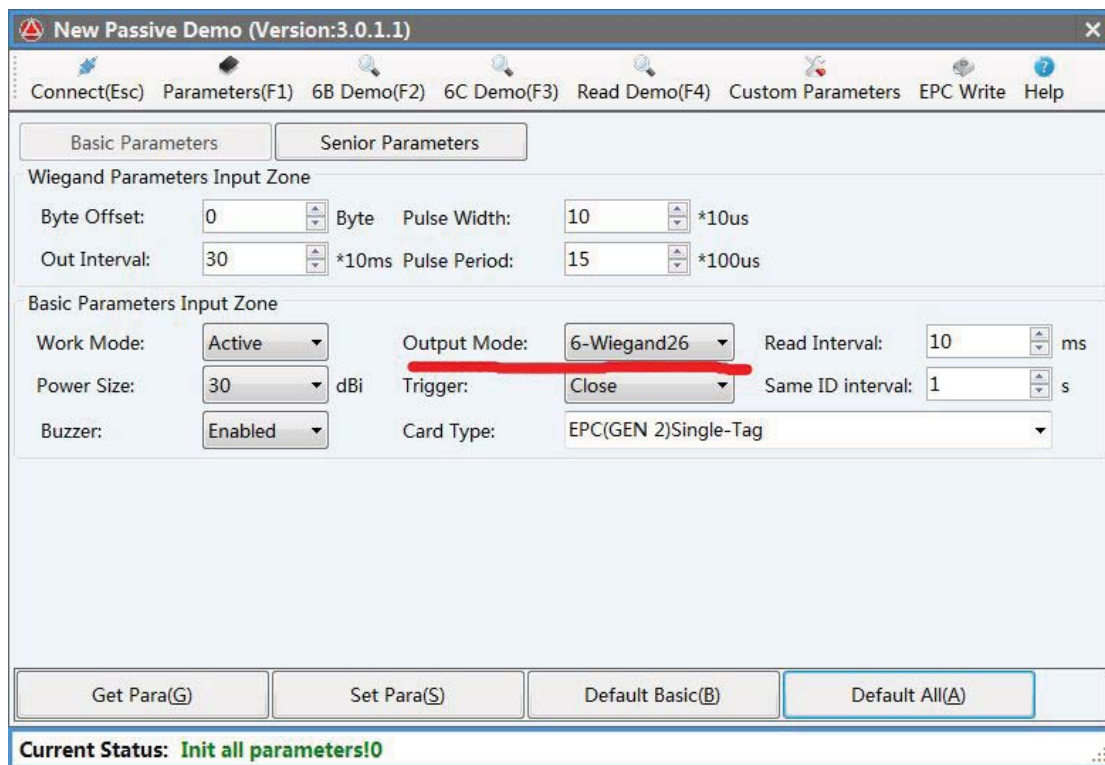 New Passive Demo (Version:3.0.1.1)
Connect(Esc) Parameters(F1) 6B Demo(F2) 6C Demo(F3) Read Demo(F4) Custom Parameters EPC Write Help
Basic Parameters Senior Parameters
Wiegand Parameters Input Zone
Byte Offset: 0 Byte Pulse Width: 10 *10us
Out Interval: 30 *10ms Pulse Period: 15 *100us
Basic Parameters Input Zone
Work Mode: Active Output Mode: 6-Wiegand26 Read Interval: 10 ms
Power Size: 30 dBi Trigger: Close Same ID interval: 1 s
Buzzer: Enabled Card Type: EPC(GEN 2)Single-Tag
Get Para(G) Set Para(S) Default Basic(B) Default All(A)
Current Status: Init all parameters!0